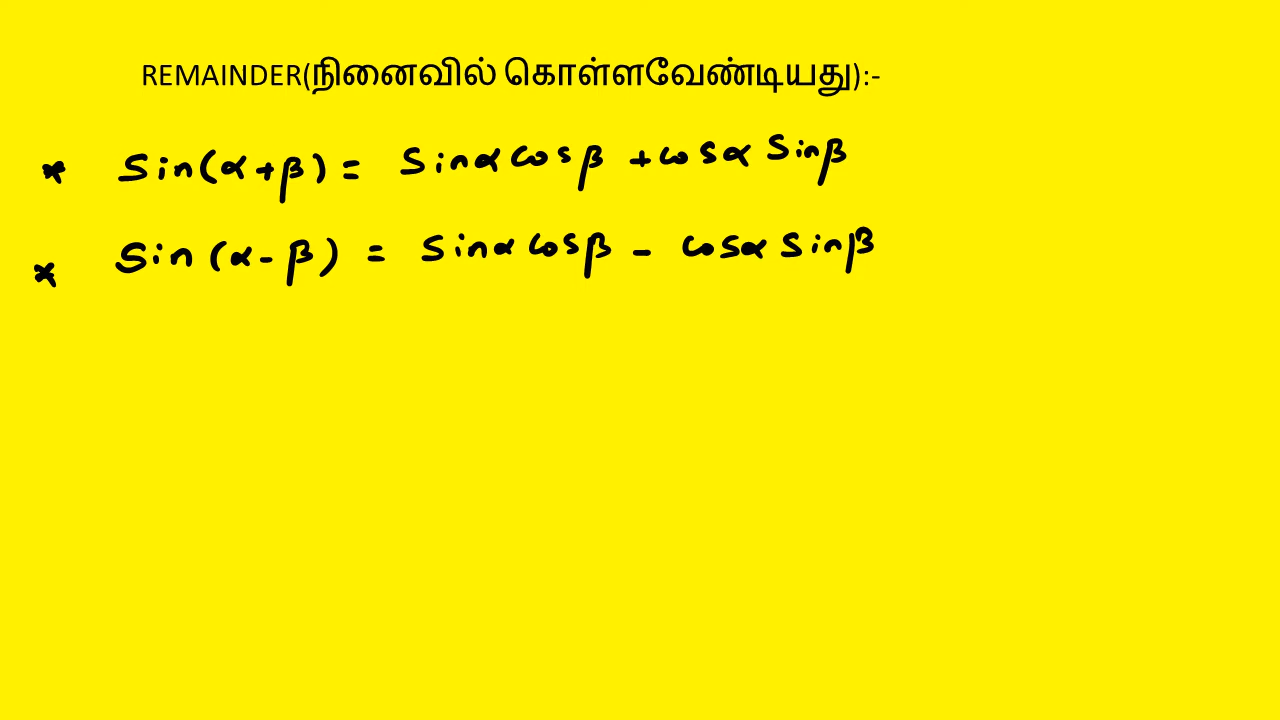 REMAINDER(நினைவில் கொள்ளவேண்டியது):-
* Sin(α+β) = Sinα cosβ + cosα Sinβ
* Sin (α-β) = Sinα cosβ - cosα Sinβ